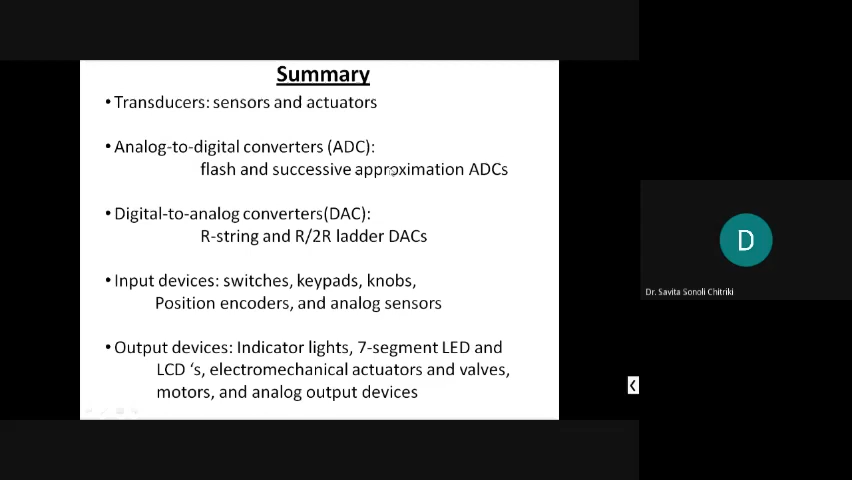 Summary
• Transducers: sensors and actuators
• Analog-to-digital converters (ADC):
flash and successive approximation ADCs
• Digital-to-analog converters(DAC):
R-string and R/2R ladder DACs
• Input devices: switches, keypads, knobs,
Position encoders, and analog sensors
• Output devices: Indicator lights, 7-segment LED and
LCD ‘s, electromechanical actuators and valves,
motors, and analog output devices
D
Dr. Savita Sonoli Chitriki